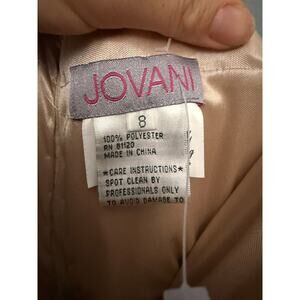 JOVANI
8
100% POLYESTER
RN 81120
MADE IN CHINA
*CARE INSTRUCTIONS*
SPOT CLEAN BY
PROFESSIONALS ONLY
TO AVOID DAMAGE TO